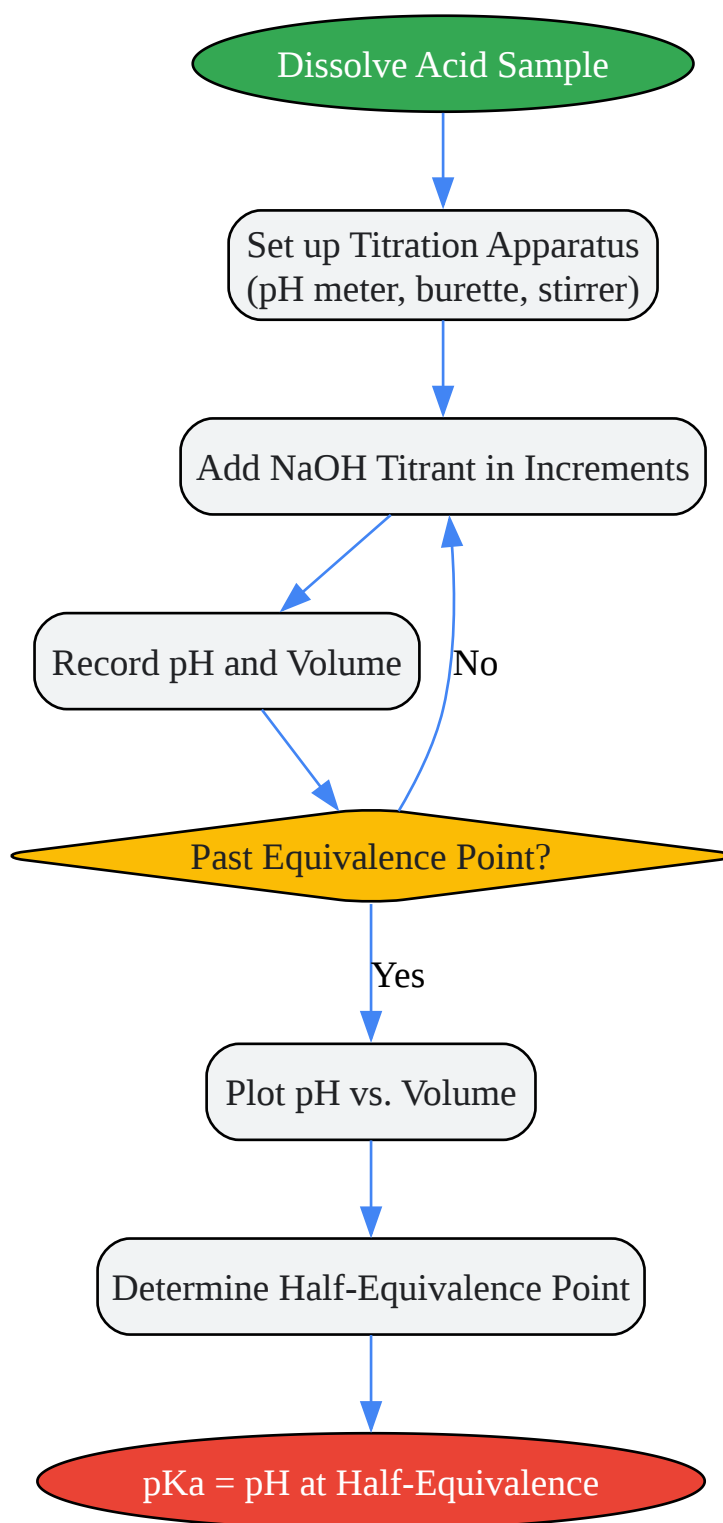 Dissolve Acid Sample
Set up Titration Apparatus
(pH meter, burette, stirrer)
Add NaOH Titrant in Increments
Record pH and Volume
No
Past Equivalence Point?
Yes
Plot pH vs. Volume
Determine Half-Equivalence Point
pKa = pH at Half-Equivalence